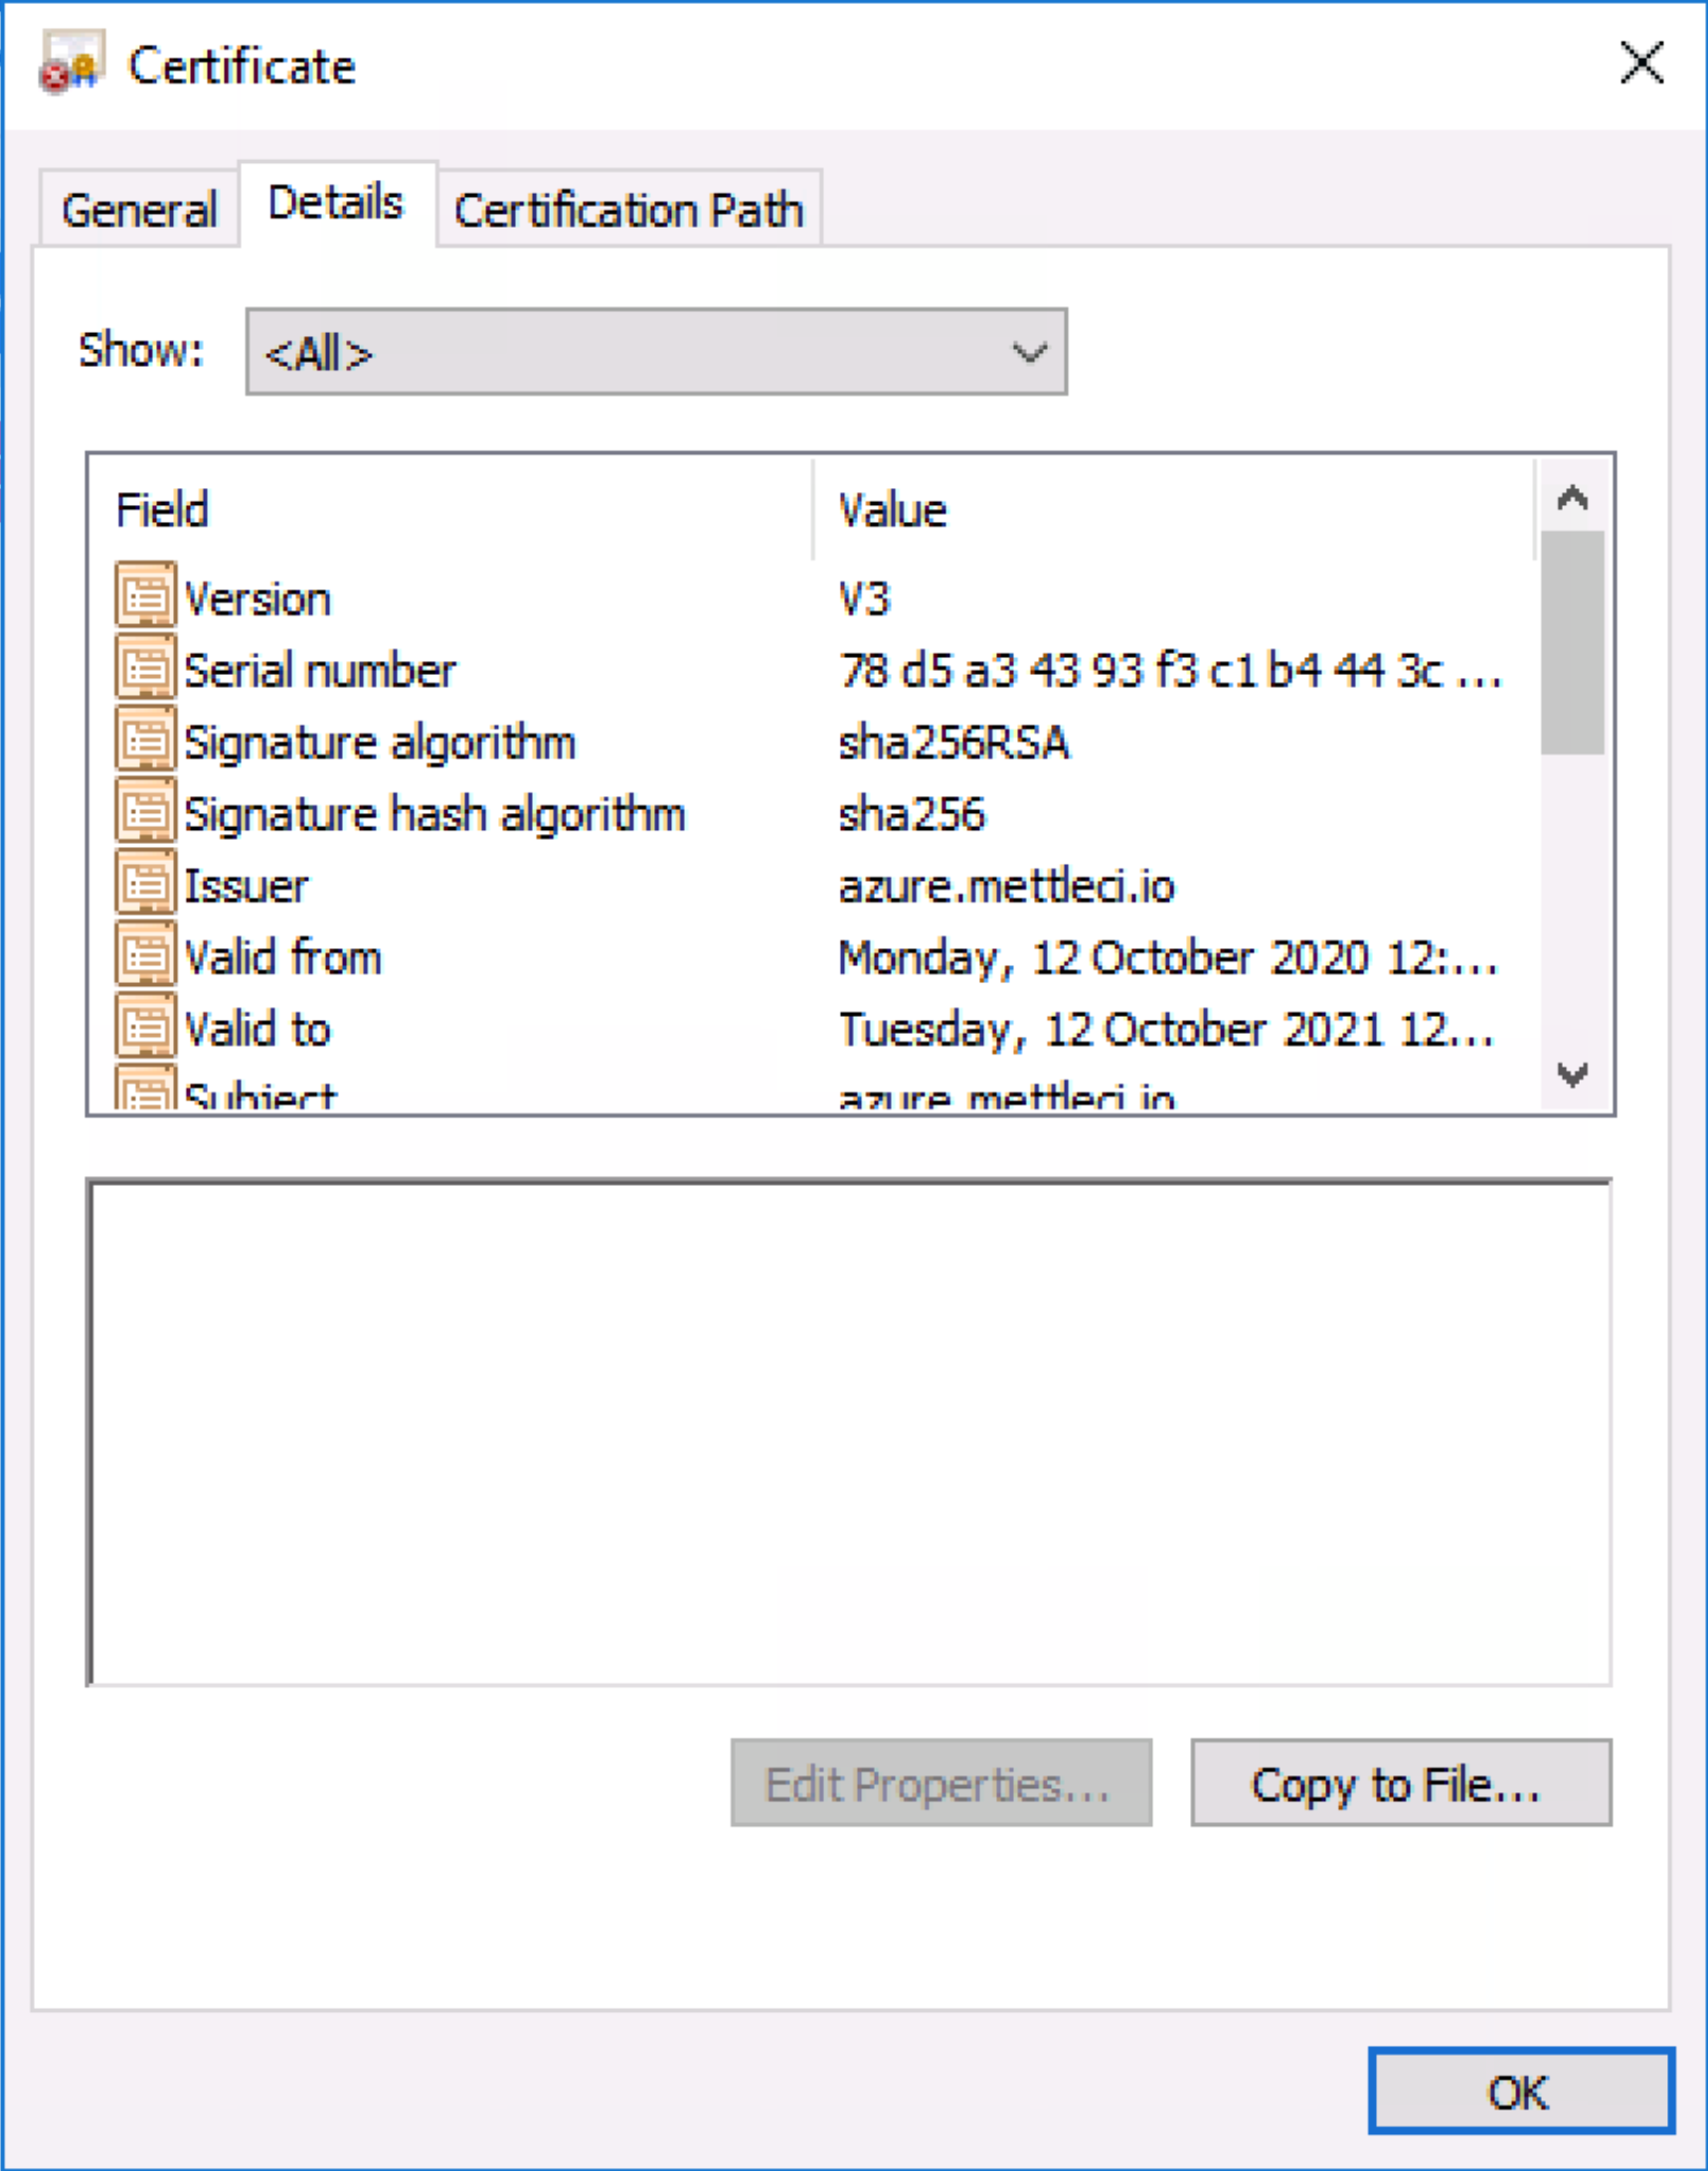 Certificate
General Details Certification Path
Show: <All>
Field Value
Version V3
Serial number 78 d5 a3 43 93 f3 c1 b4 44 3c ...
Signature algorithm sha256RSA
Signature hash algorithm sha256
Issuer azure.mettleci.io
Valid from Monday, 12 October 2020 12:...
Valid to Tuesday, 12 October 2021 12...
Subject azure.mettleci.io
Edit Properties... Copy to File...
OK